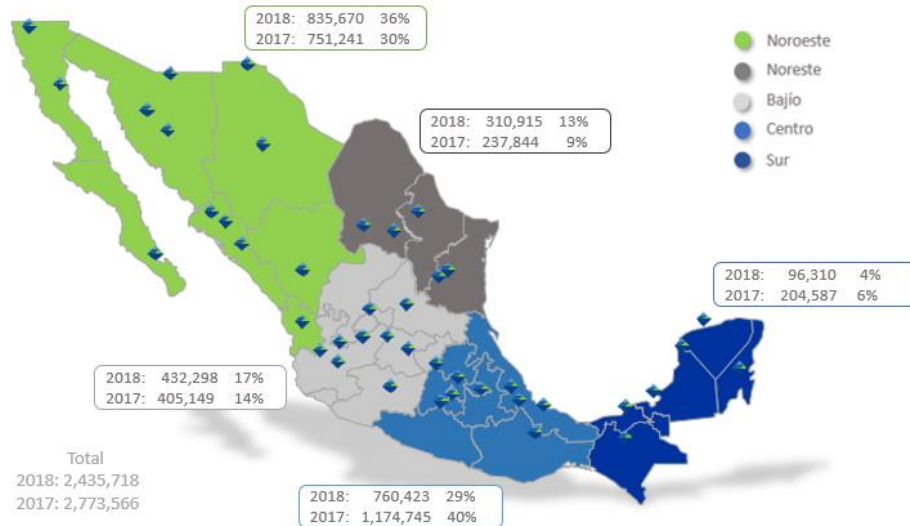 2018: 835,670 36%
2017: 751,241 30%
Noroeste
Noreste
Bajío
Centro
Sur
2018: 310,915 13%
2017: 237,844 9%
2018: 96,310 4%
2017: 204,587 6%
2018: 432,298 17%
2017: 405,149 14%
Total
2018: 2,435,718
2017: 2,773,566
2018: 760,423 29%
2017: 1,174,745 40%